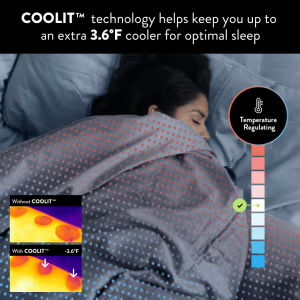 COOLIT™ technology helps keep you up to
an extra 3.6°F cooler for optimal sleep
Temperature
Regulating
Without COOLIT™
With COOLIT™ -3.6°F